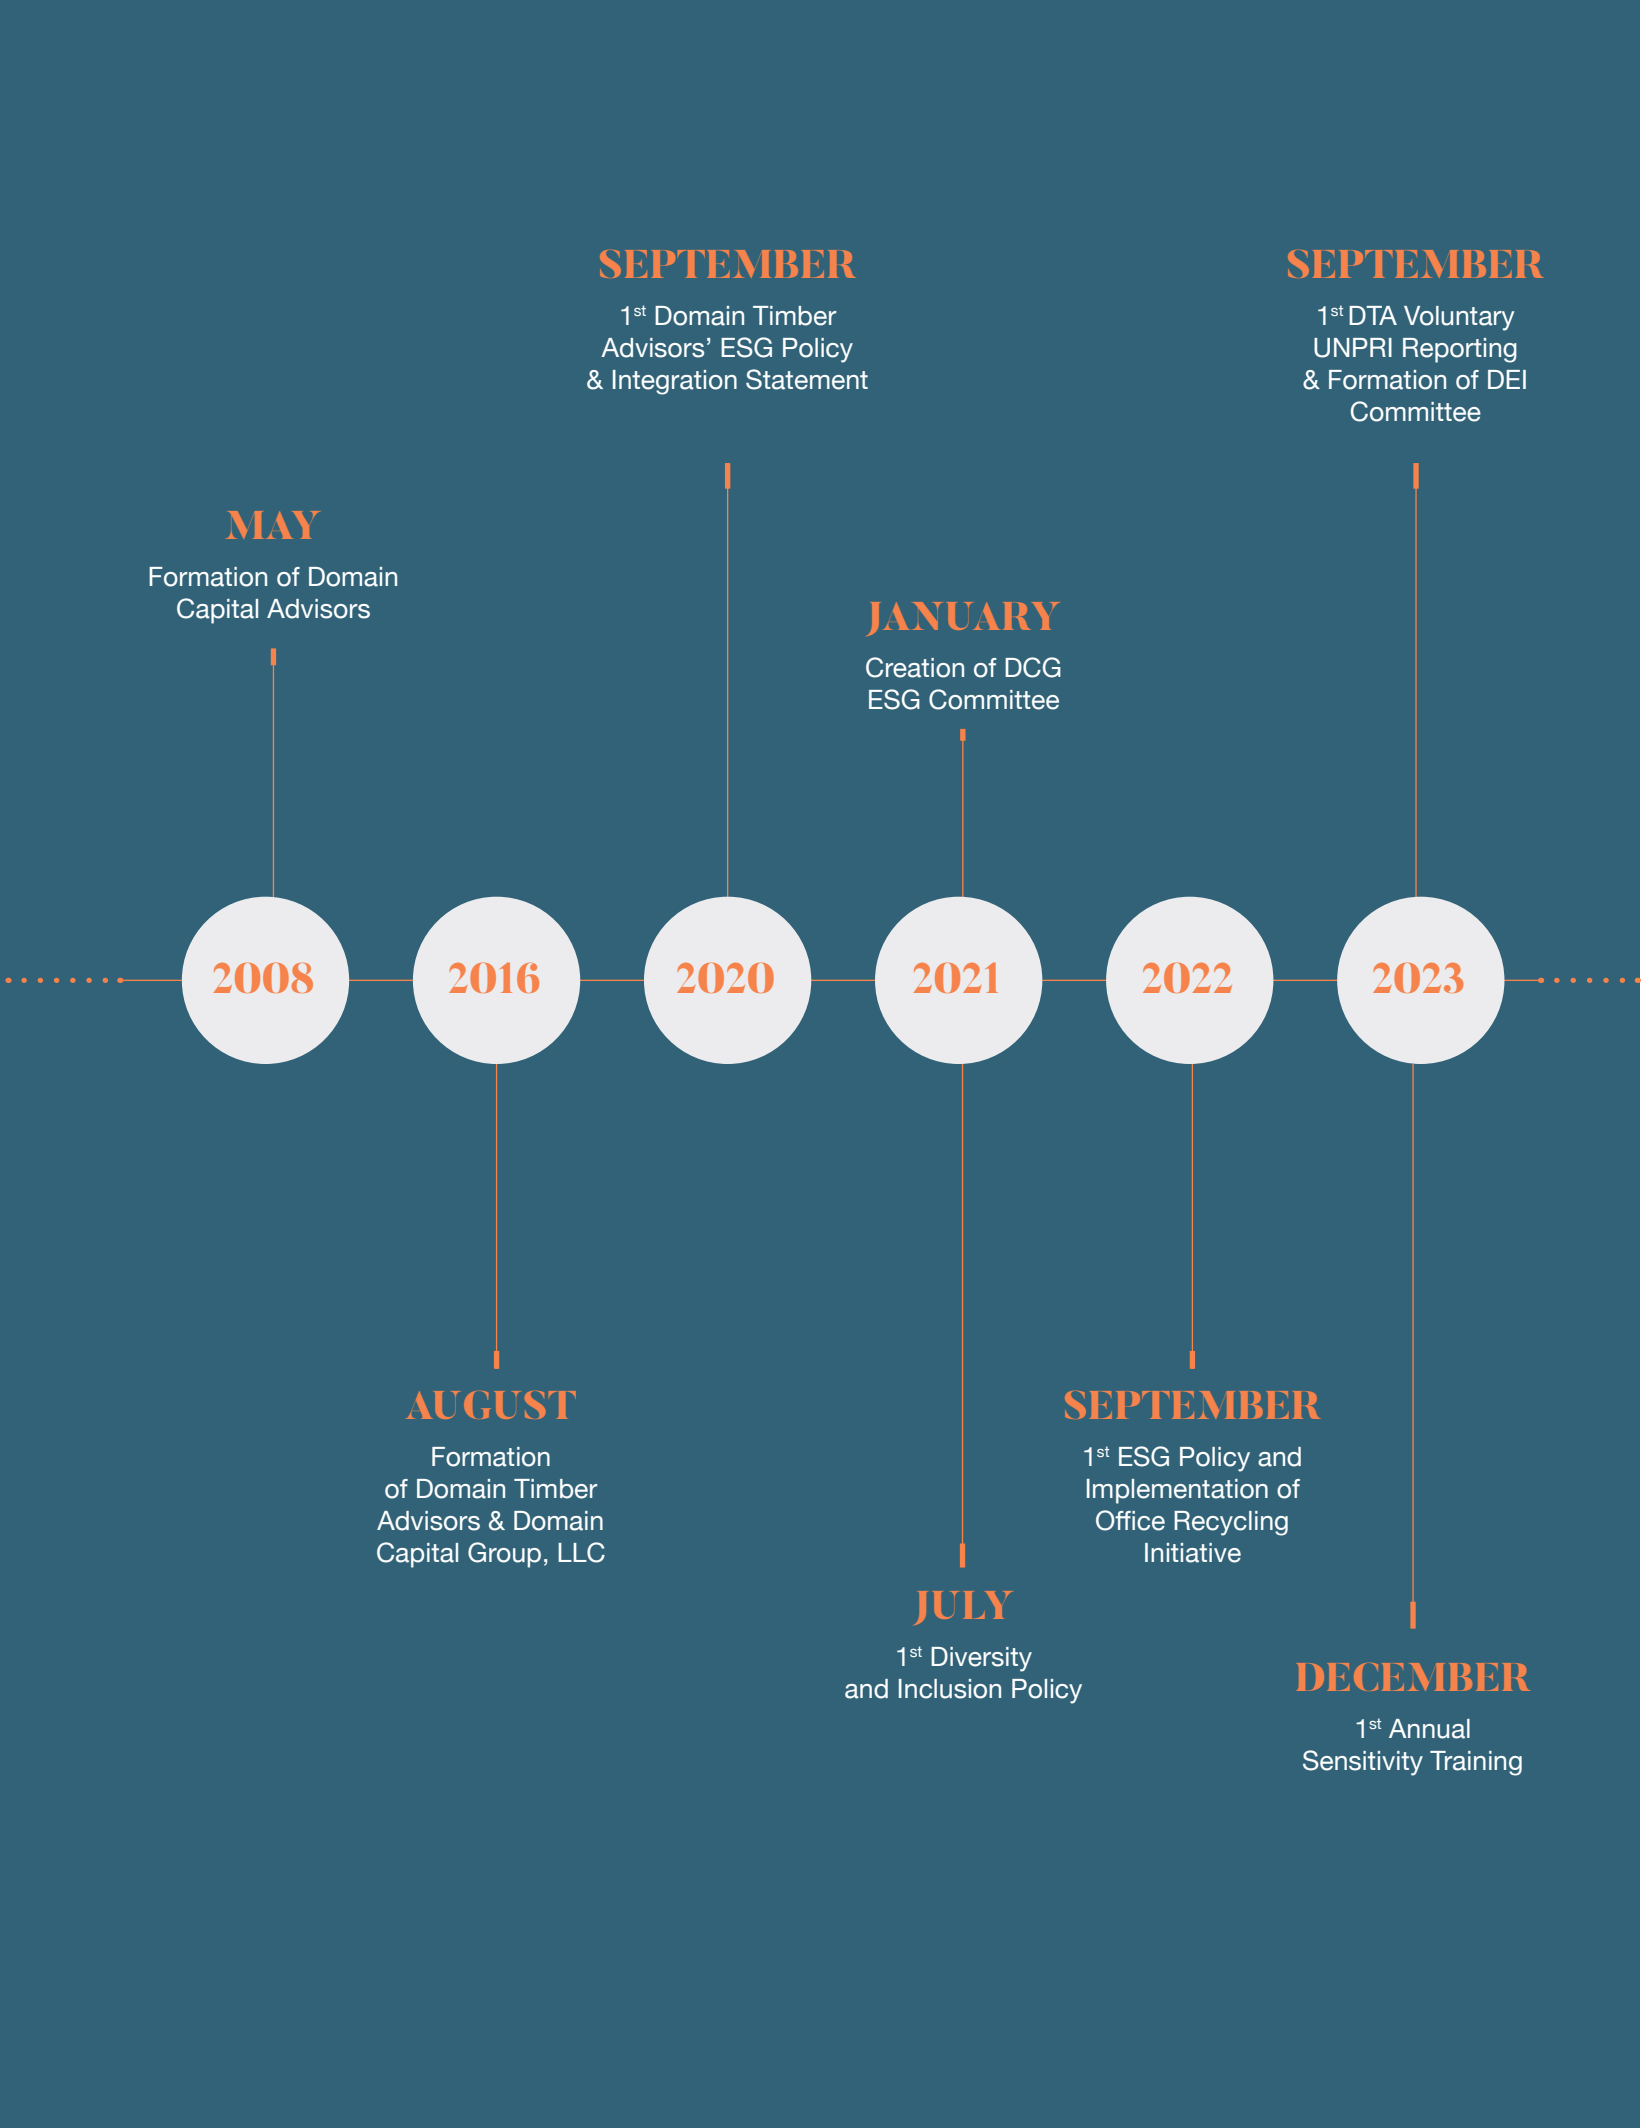 SEPTEMBER
1st Domain Timber
Advisors’ ESG Policy
& Integration Statement
SEPTEMBER
1st DTA Voluntary
UNPRI Reporting
& Formation of DEI
Committee
MAY
Formation of Domain
Capital Advisors
JANUARY
Creation of DCG
ESG Committee
2008
2016
2020
2021
2022
2023
AUGUST
Formation
of Domain Timber
Advisors & Domain
Capital Group, LLC
SEPTEMBER
1st ESG Policy and
Implementation of
Office Recycling
Initiative
JULY
1st Diversity
and Inclusion Policy
DECEMBER
1st Annual
Sensitivity Training